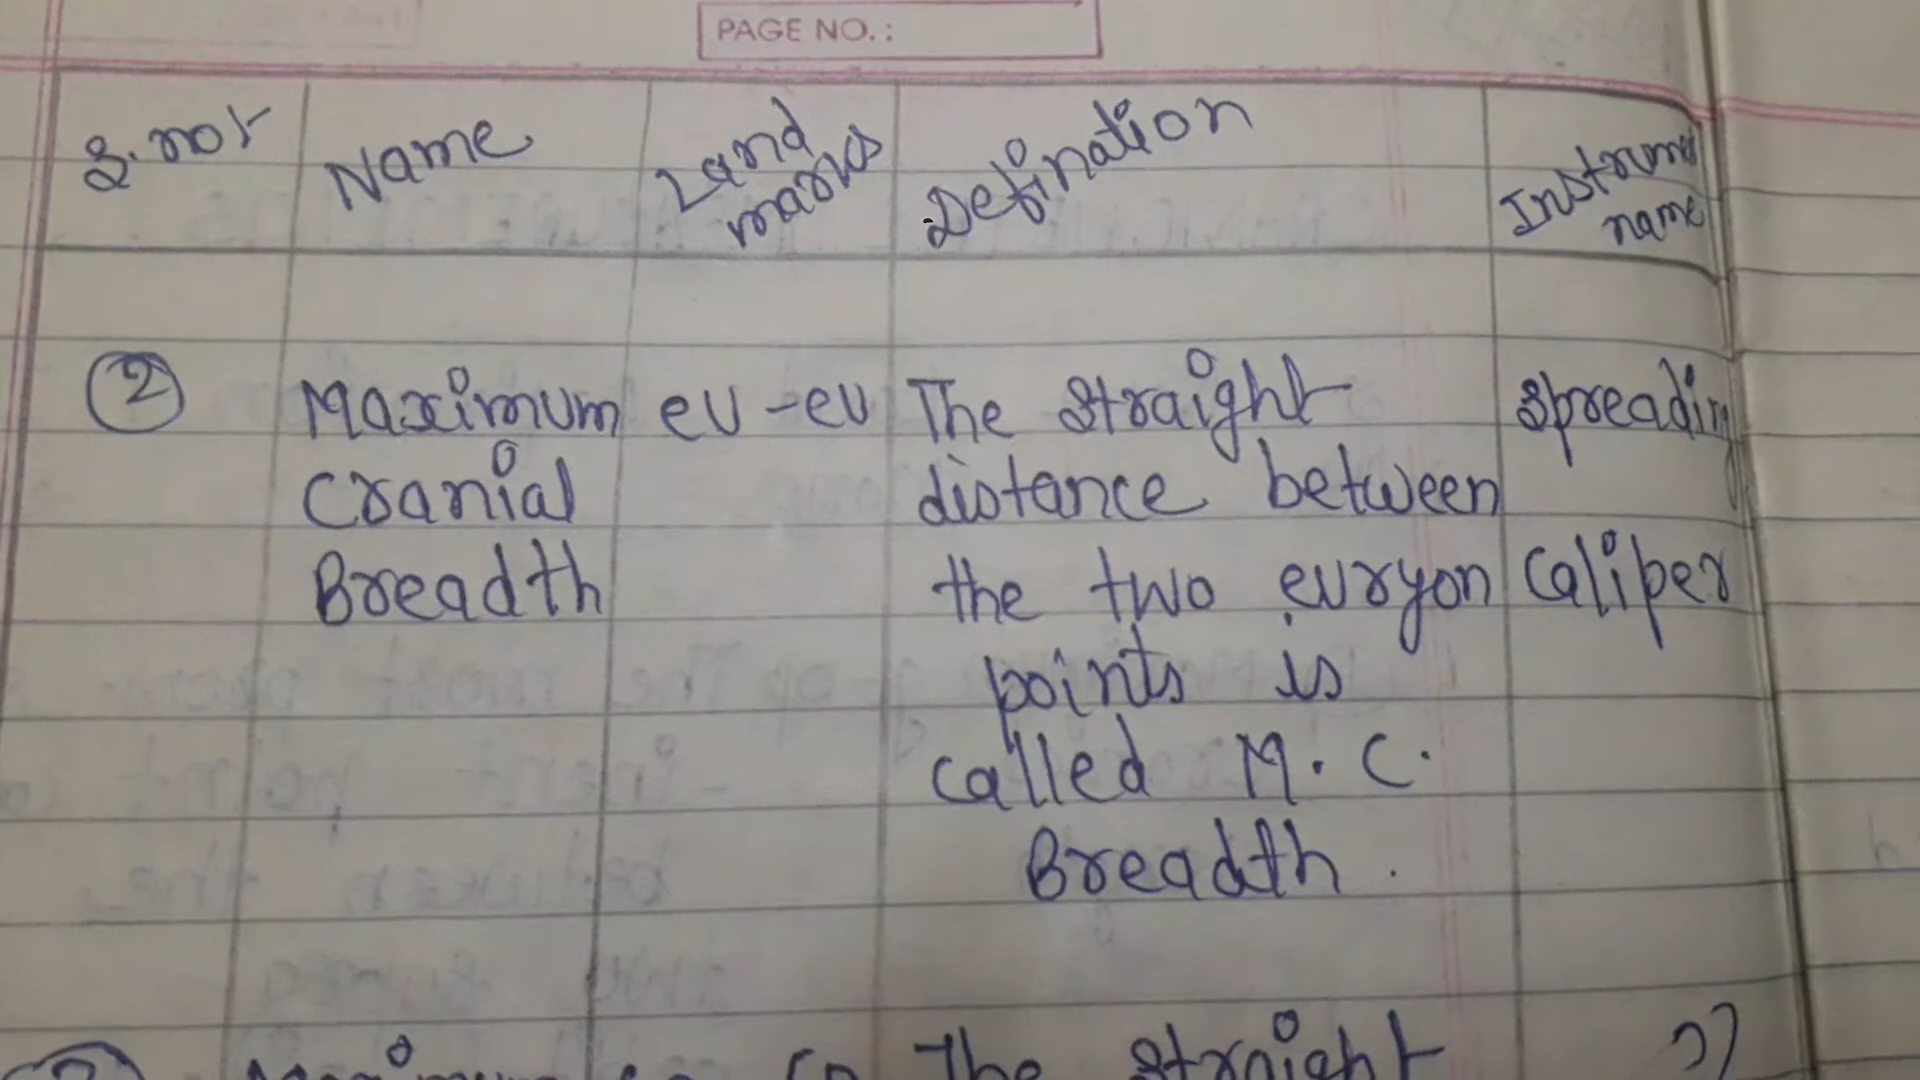 PAGE NO.:
S. no:- Name Land marks Defination Instrument name
② Maximum eu-eu The straight Spreading
Cranial distance between
Breadth the two euryon Caliper
points is
called M.C.
Breadth.
The straight